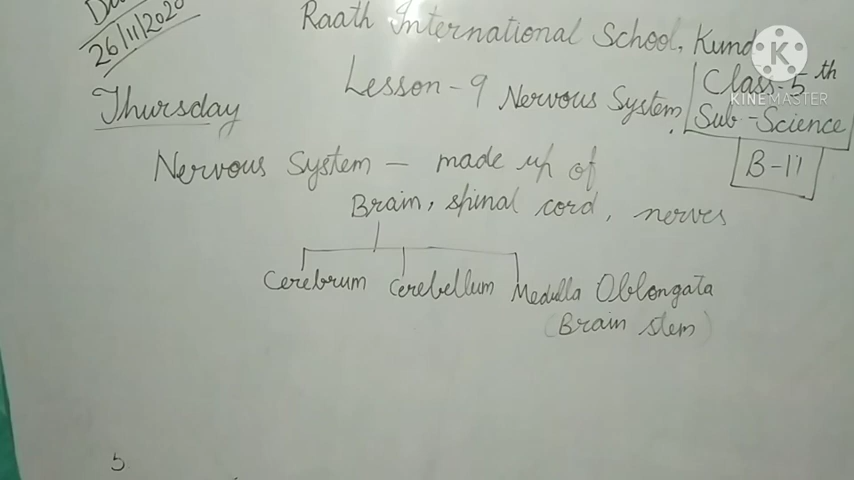 26/11/2020
Raath International School, Kund
Thursday
Lesson-9 Nervous System
Class-5th
Sub-Science
KINEMASTER
B-11
Nervous System - made up of
Brain, spinal cord, nerves
Cerebrum Cerebellum Medulla Oblongata
(Brain stem)
5